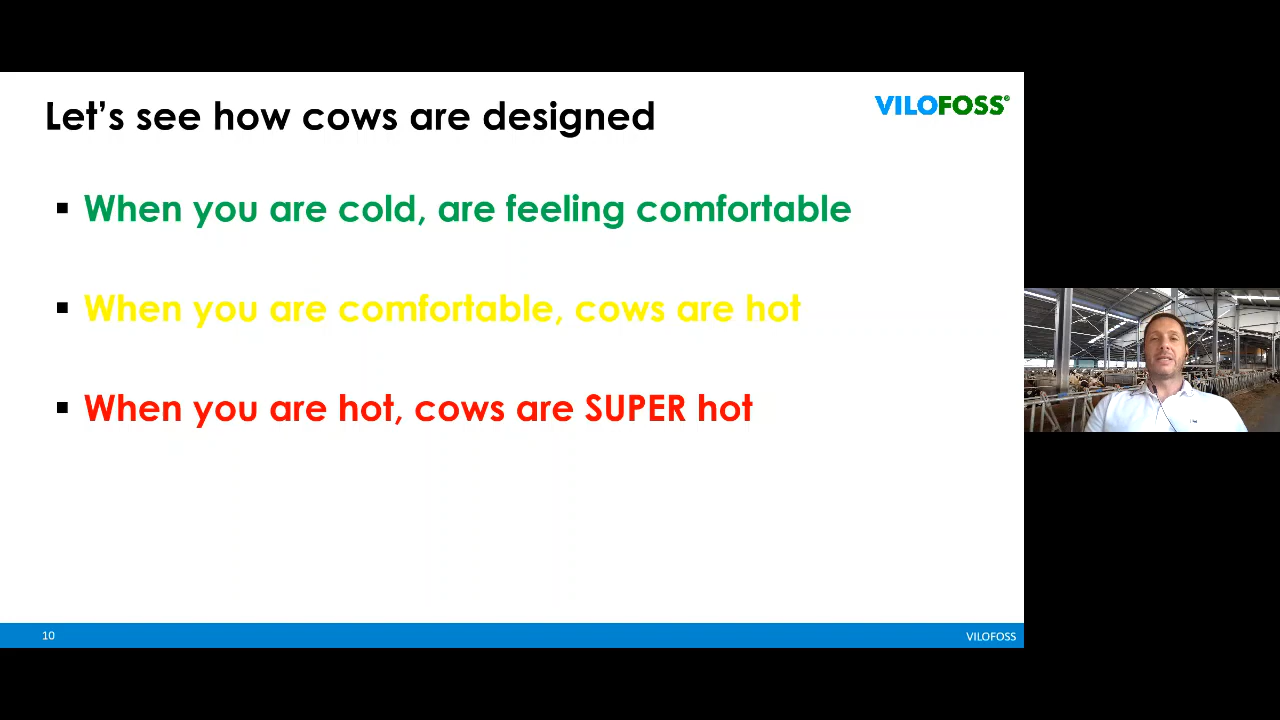 Let's see how cows are designed
VILOFOSS®
▪ When you are cold, are feeling comfortable
▪ When you are comfortable, cows are hot
▪ When you are hot, cows are SUPER hot
10
VILOFOSS